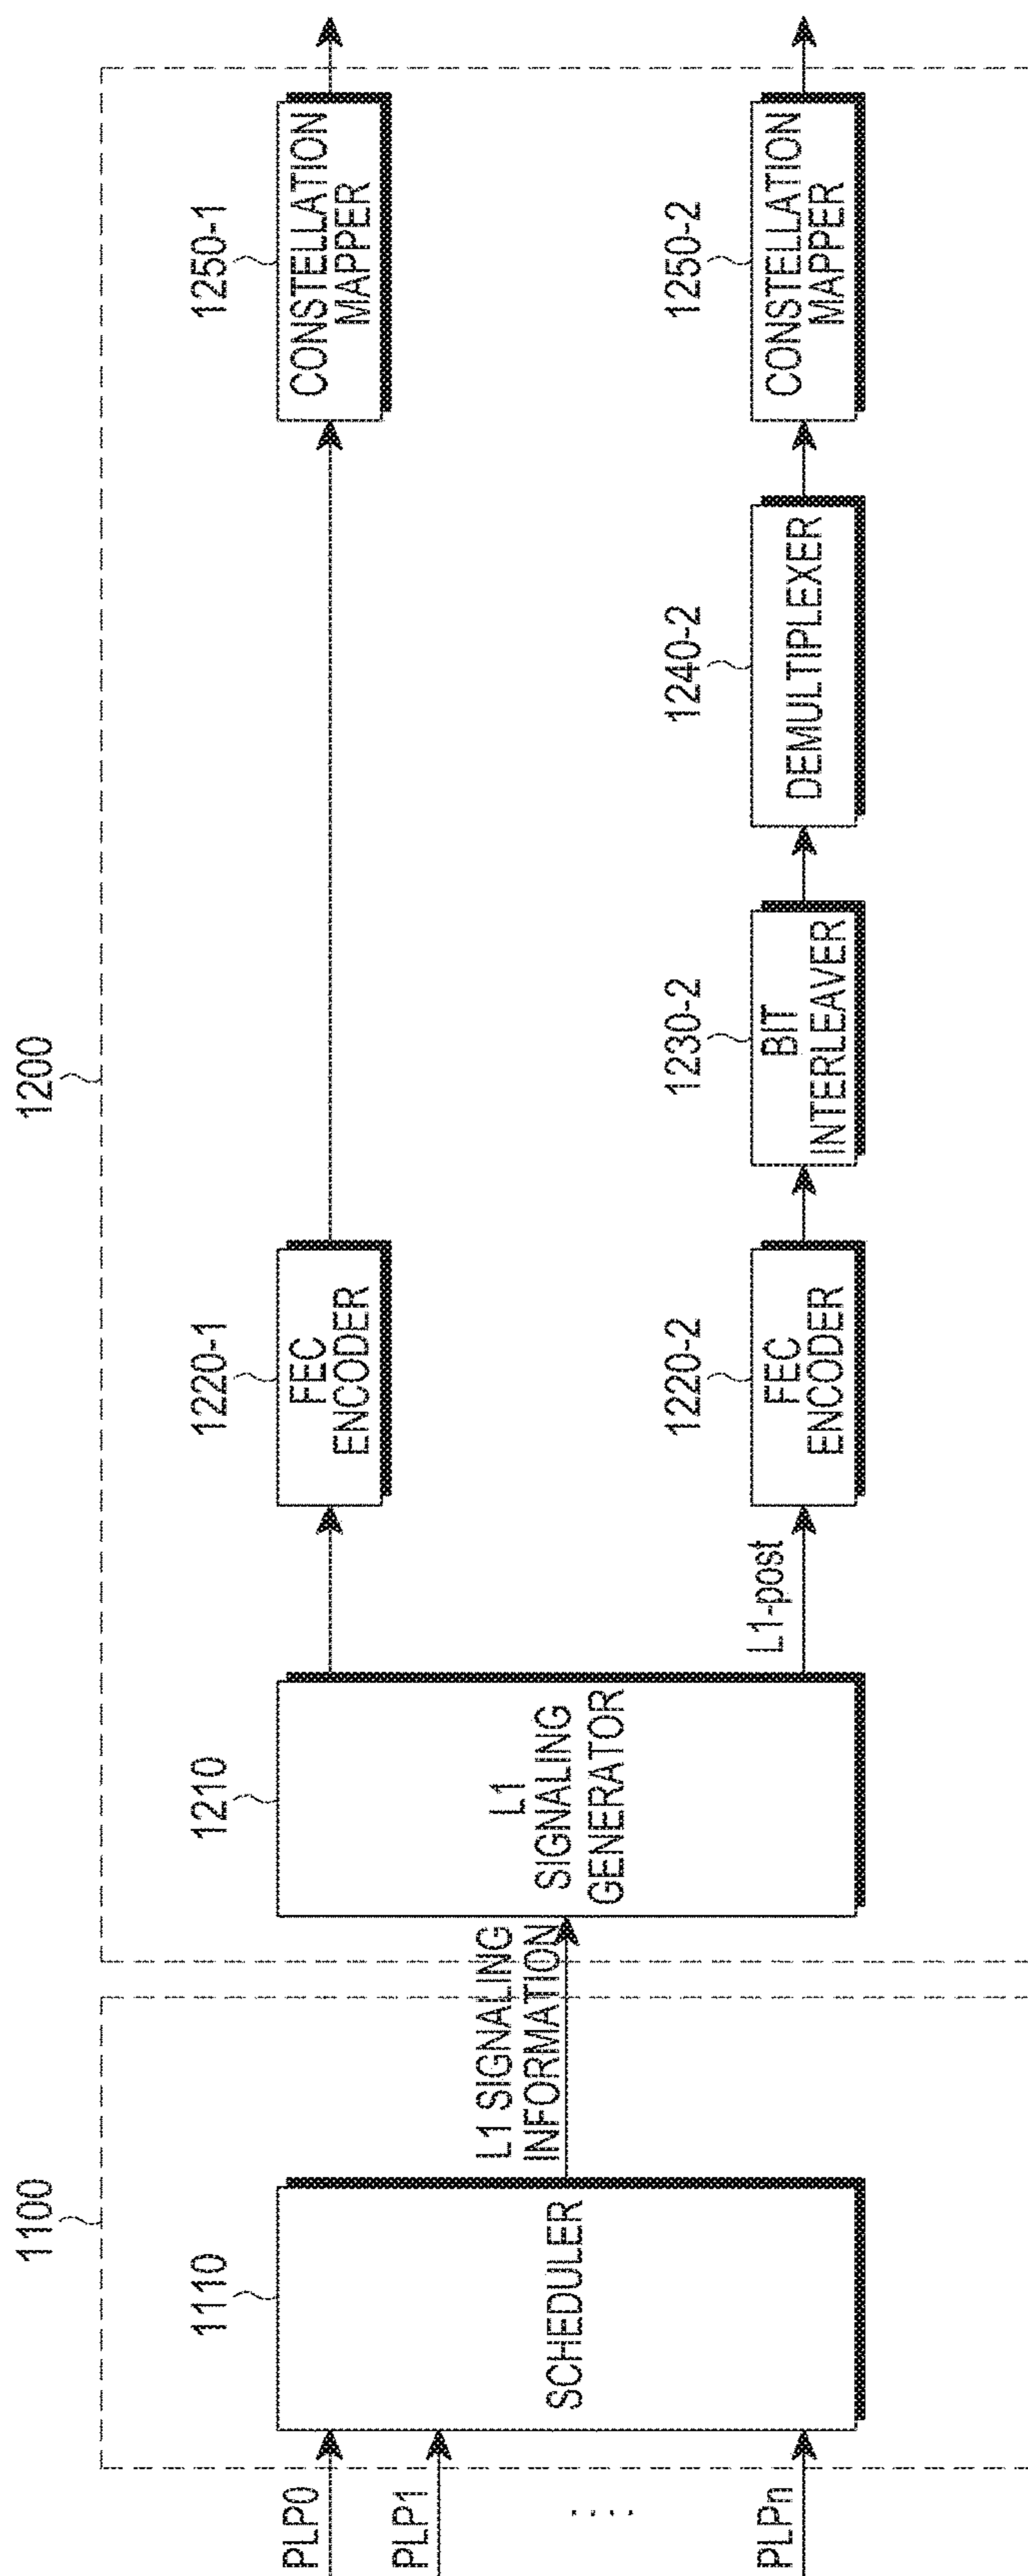 1100
1200
PLP0
PLP1
....
PLPn
1110
SCHEDULER
L1 SIGNALING
INFORMATION
1210
L1
SIGNALING
GENERATOR
L1-post
1220-1
FEC
ENCODER
1250-1
CONSTELLATION
MAPPER
1220-2
FEC
ENCODER
1230-2
BIT
INTERLEAVER
1240-2
DEMULTIPLEXER
1250-2
CONSTELLATION
MAPPER